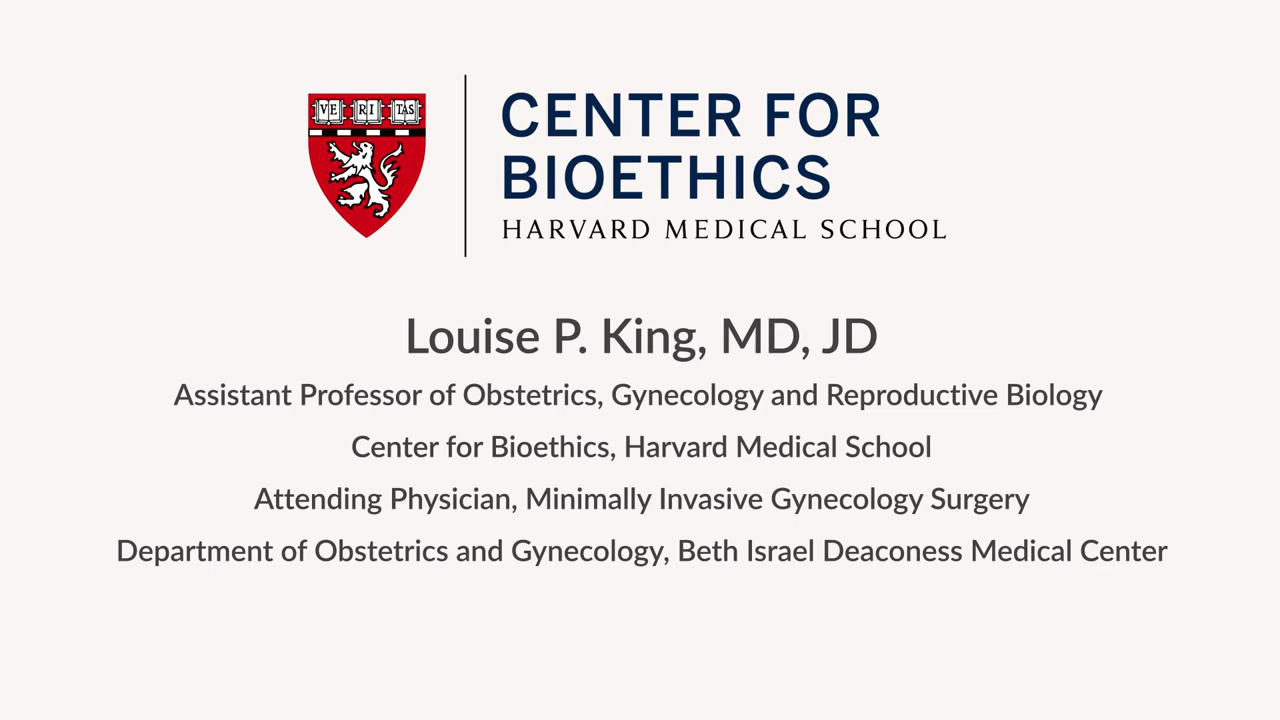 VE RI TAS
CENTER FOR
BIOETHICS
HARVARD MEDICAL SCHOOL
Louise P. King, MD, JD
Assistant Professor of Obstetrics, Gynecology and Reproductive Biology
Center for Bioethics, Harvard Medical School
Attending Physician, Minimally Invasive Gynecology Surgery
Department of Obstetrics and Gynecology, Beth Israel Deaconess Medical Center